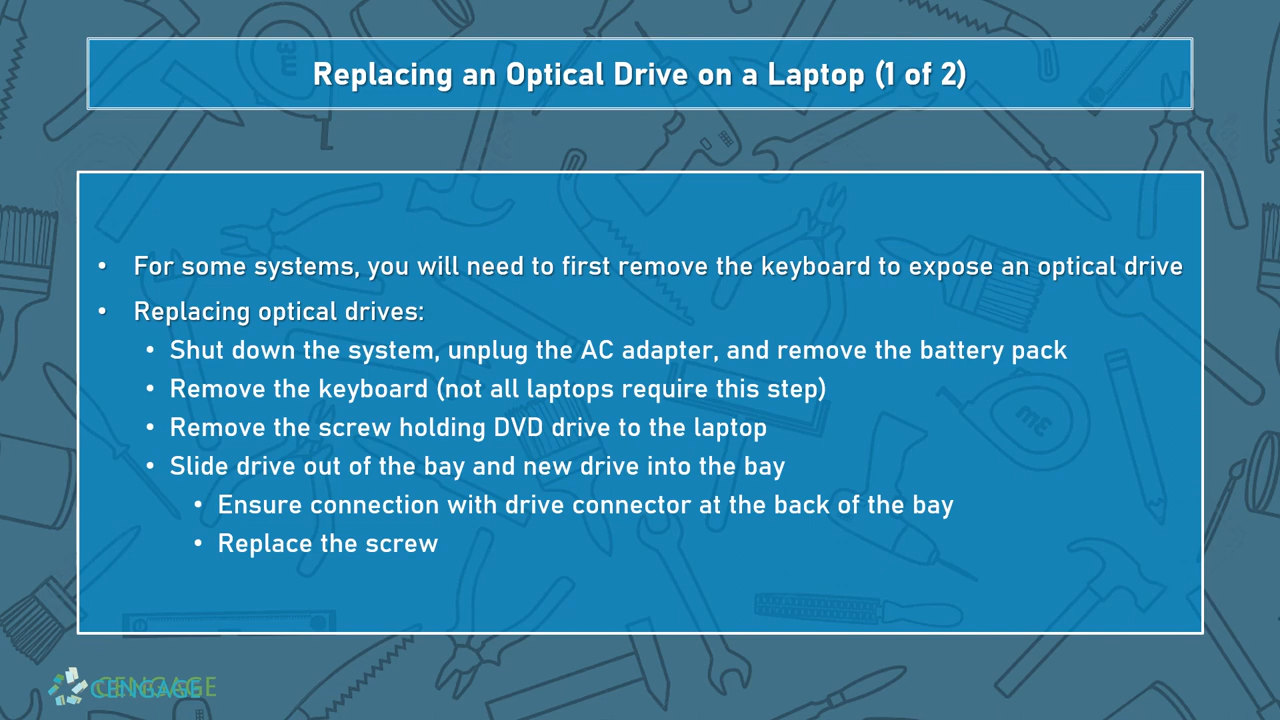 Replacing an Optical Drive on a Laptop (1 of 2)
• For some systems, you will need to first remove the keyboard to expose an optical drive
• Replacing optical drives:
• Shut down the system, unplug the AC adapter, and remove the battery pack
• Remove the keyboard (not all laptops require this step)
• Remove the screw holding DVD drive to the laptop
• Slide drive out of the bay and new drive into the bay
• Ensure connection with drive connector at the back of the bay
• Replace the screw
CENGAGE